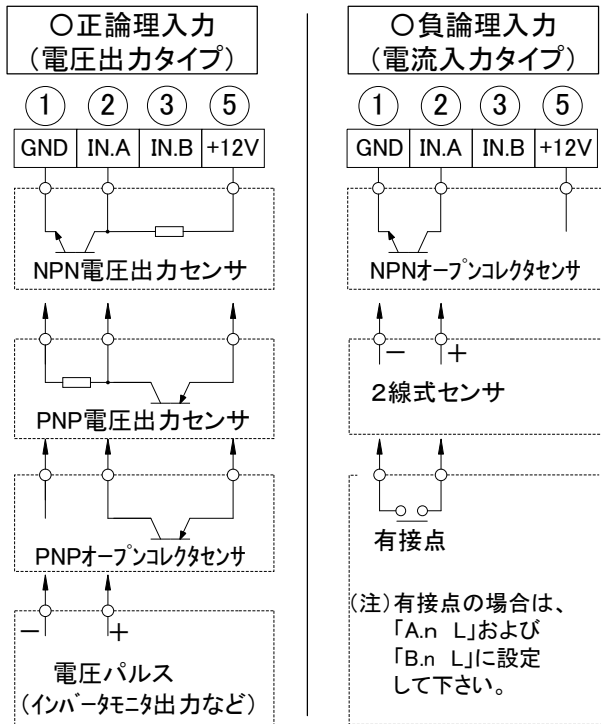 ○正論理入力
（電圧出力タイプ）
① ② ③ ⑤
GND IN.A IN.B +12V
NPN電圧出力センサ
PNP電圧出力センサ
PNPｵｰﾌﾟﾝｺﾚｸﾀセンサ
− +
電圧パルス
（ｲﾝﾊﾞｰﾀﾓﾆﾀ出力など）
○負論理入力
（電流入力タイプ）
① ② ③ ⑤
GND IN.A IN.B +12V
NPNｵｰﾌﾟﾝｺﾚｸﾀセンサ
− +
２線式センサ
有接点
（注）有接点の場合は、
「A.n L」および
「B.n L」に設定
して下さい。